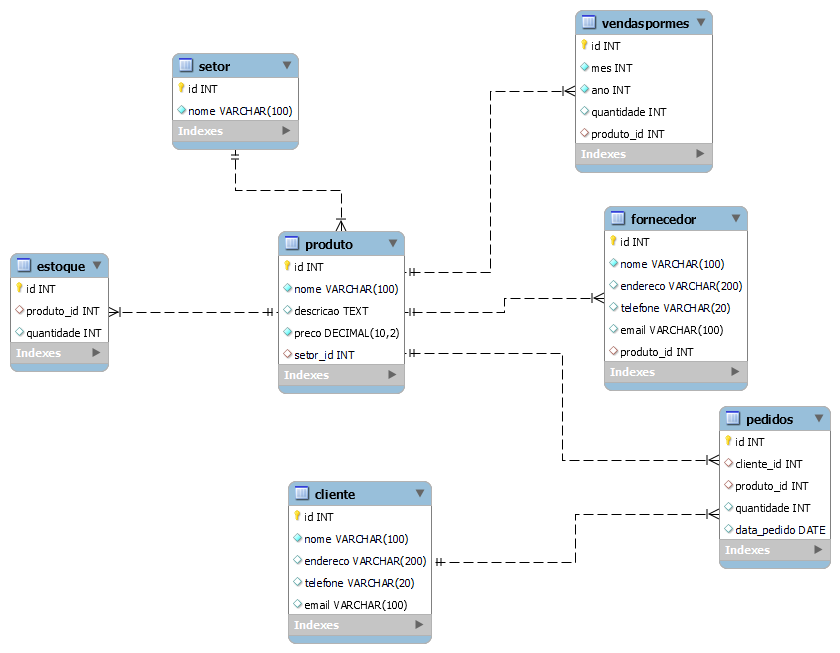 vendaspormes
id INT
mes INT
ano INT
quantidade INT
produto_id INT
Indexes
setor
id INT
nome VARCHAR(100)
Indexes
fornecedor
id INT
nome VARCHAR(100)
endereco VARCHAR(200)
telefone VARCHAR(20)
email VARCHAR(100)
produto_id INT
Indexes
produto
id INT
nome VARCHAR(100)
descricao TEXT
preco DECIMAL(10,2)
setor_id INT
Indexes
estoque
id INT
produto_id INT
quantidade INT
Indexes
pedidos
id INT
cliente_id INT
produto_id INT
quantidade INT
data_pedido DATE
Indexes
cliente
id INT
nome VARCHAR(100)
endereco VARCHAR(200)
telefone VARCHAR(20)
email VARCHAR(100)
Indexes